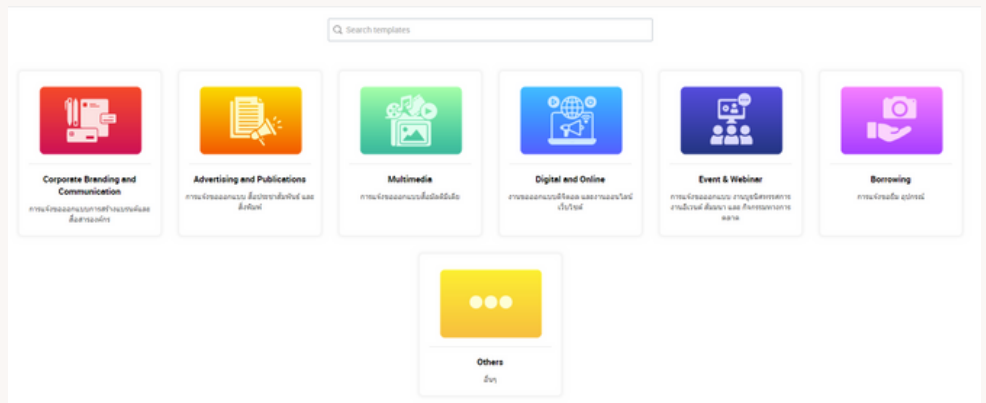 Search templates
Corporate Branding and
Communication
การแจ้งขอออกแบบการสร้างแบรนด์และ
สื่อสารองค์กร
Advertising and Publications
การแจ้งขอออกแบบ สื่อประชาสัมพันธ์ และ
สิ่งพิมพ์
Multimedia
การแจ้งขอออกแบบสื่อมัลติมีเดีย
Digital and Online
งานขอออกแบบดิจิตอล และงานออนไลน์
เว็บไซต์
Event & Webinar
การแจ้งขอออกแบบ งานบูธนิทรรศการ
งานอีเวนต์ สัมมนา และ กิจกรรมทางการ
ตลาด
Borrowing
การแจ้งขอยืม อุปกรณ์
Others
อื่นๆ